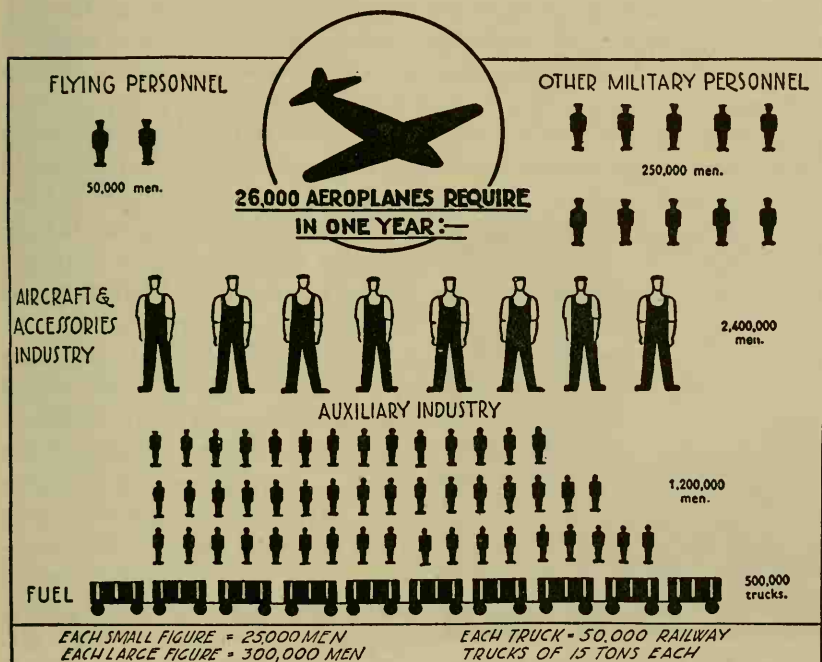 FLYING PERSONNEL
50,000 men.
26,000 AEROPLANES REQUIRE
IN ONE YEAR:—
OTHER MILITARY PERSONNEL
250,000 men.
AIRCRAFT &
ACCESSORIES
INDUSTRY
2,400,000
men.
AUXILIARY INDUSTRY
1,200,000
men.
FUEL
500,000
trucks.
EACH SMALL FIGURE = 25,000 MEN
EACH LARGE FIGURE = 300,000 MEN
EACH TRUCK = 50,000 RAILWAY
TRUCKS OF 15 TONS EACH